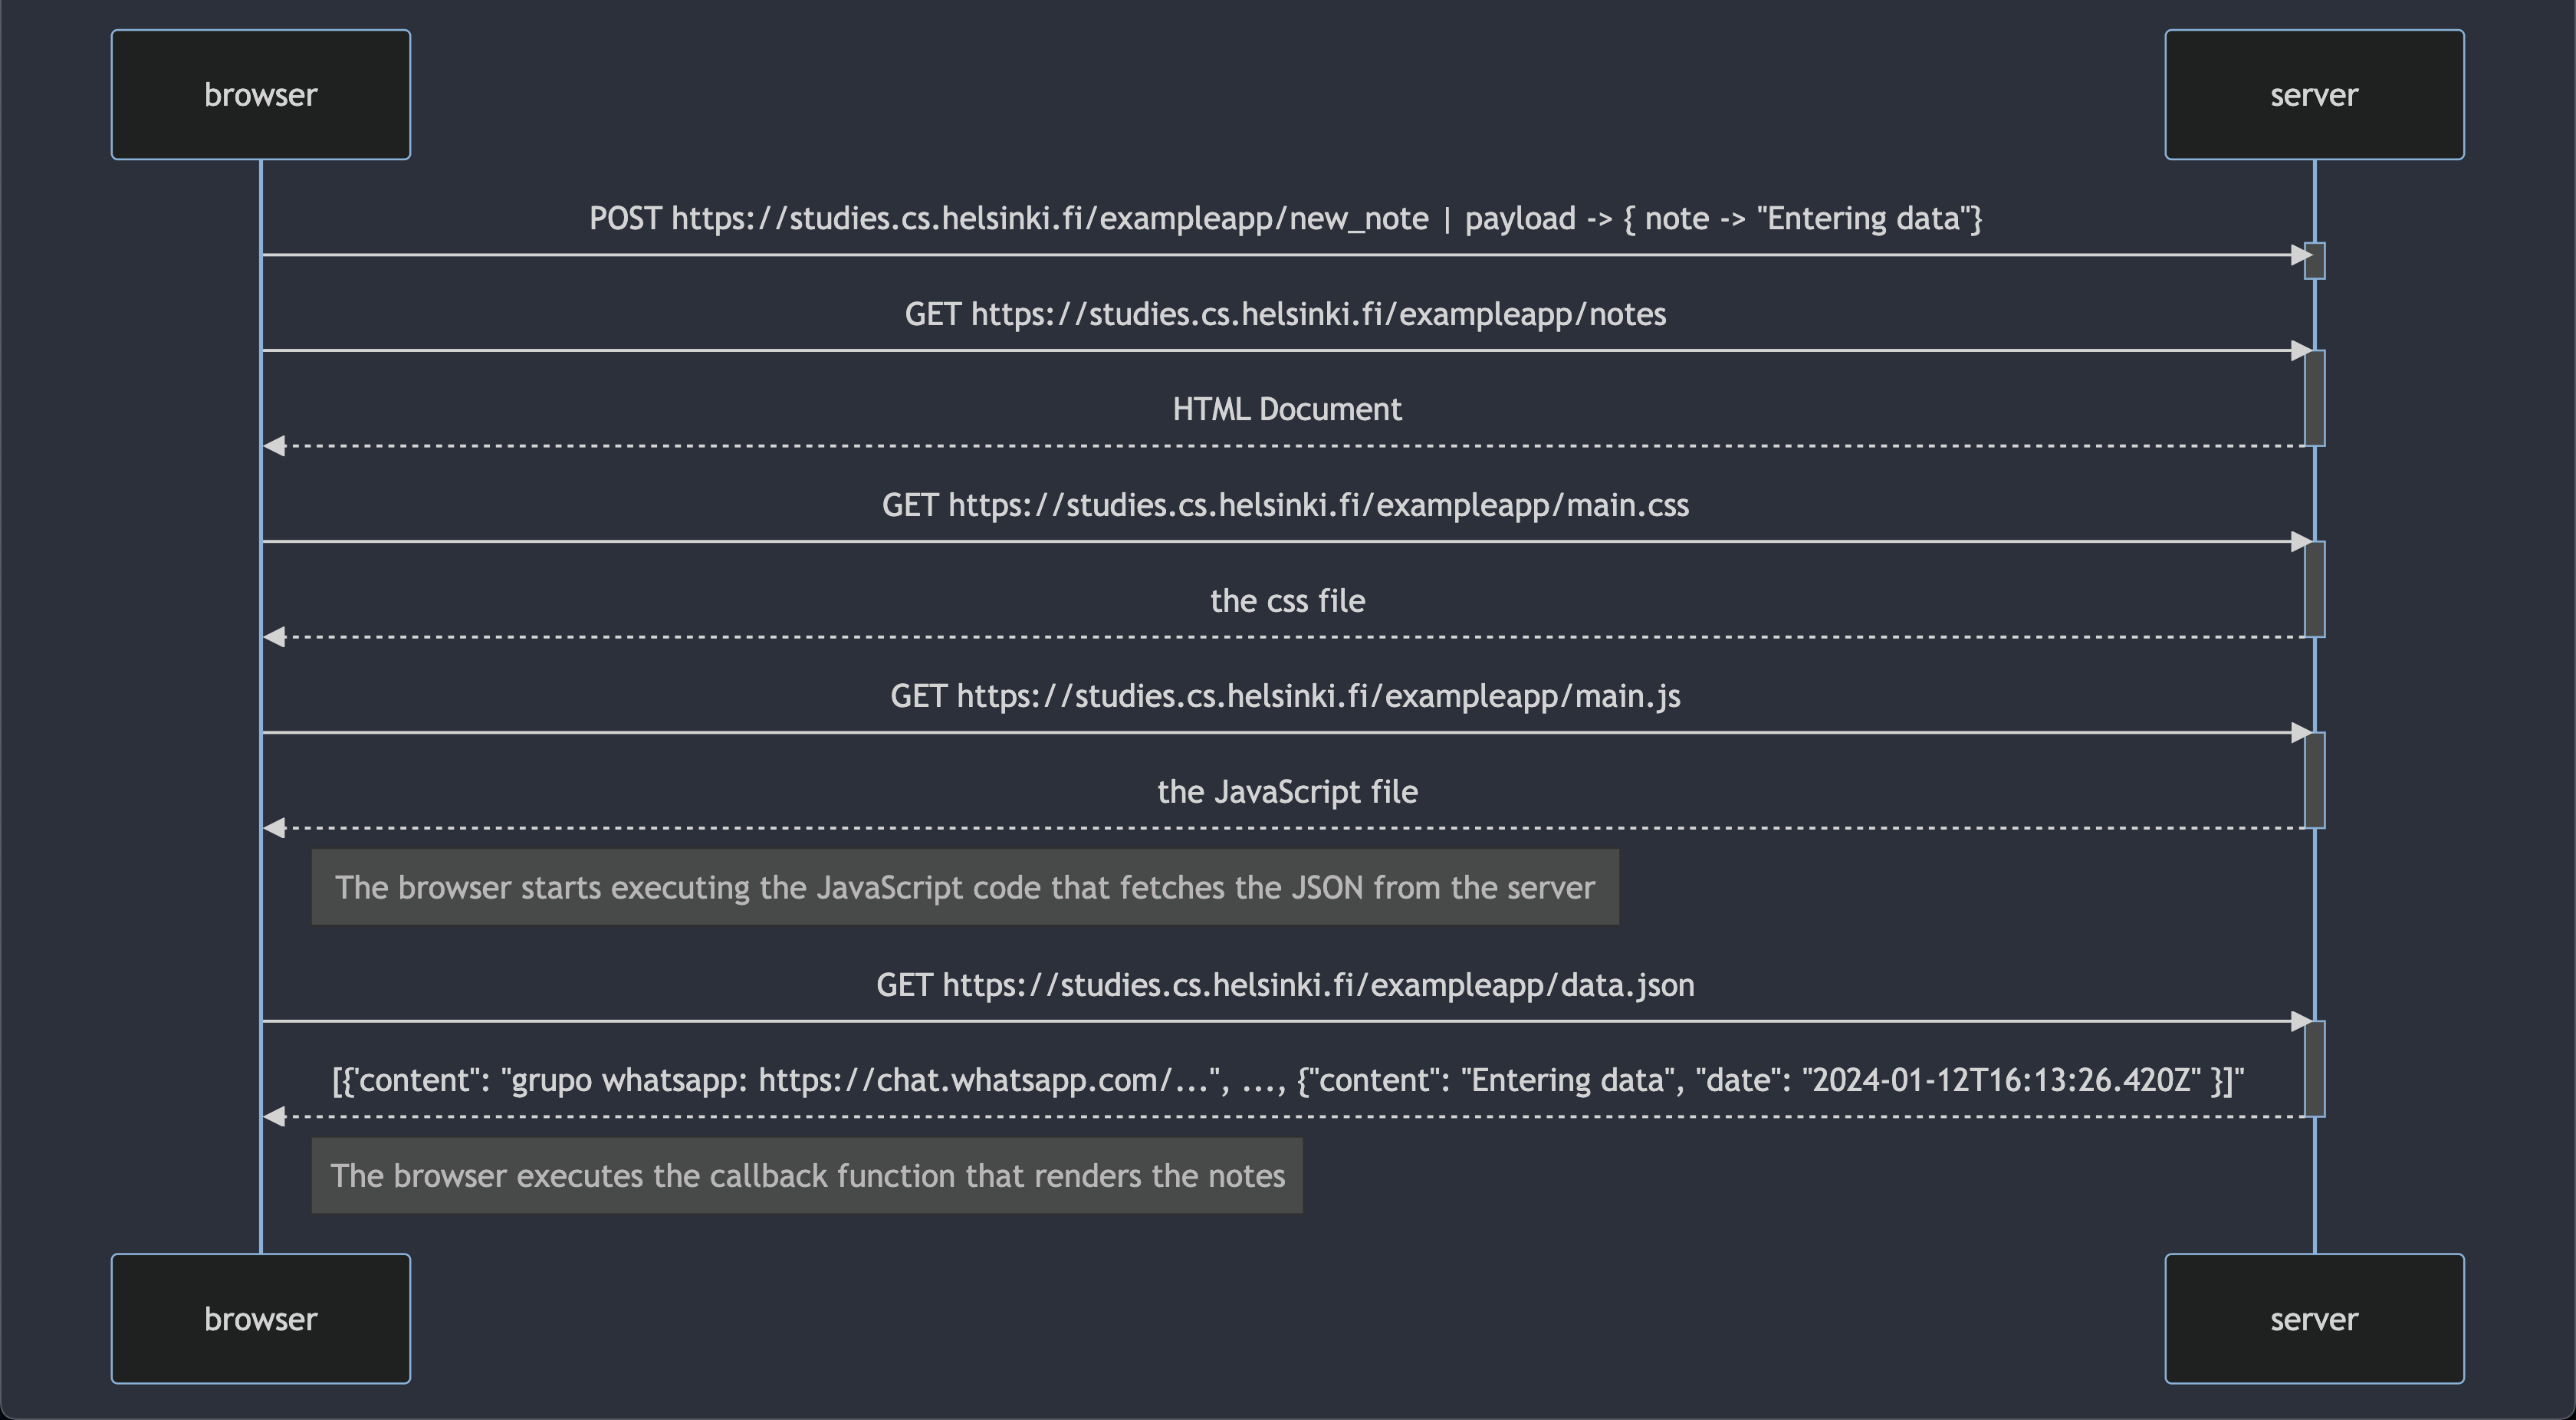 browser
server
POST https://studies.cs.helsinki.fi/exampleapp/new_note | payload -> { note -> "Entering data"}
GET https://studies.cs.helsinki.fi/exampleapp/notes
HTML Document
GET https://studies.cs.helsinki.fi/exampleapp/main.css
the css file
GET https://studies.cs.helsinki.fi/exampleapp/main.js
the JavaScript file
The browser starts executing the JavaScript code that fetches the JSON from the server
GET https://studies.cs.helsinki.fi/exampleapp/data.json
[{'content": "grupo whatsapp: https://chat.whatsapp.com/...", ..., {"content": "Entering data", "date": "2024-01-12T16:13:26.420Z" }]"
The browser executes the callback function that renders the notes
browser
server